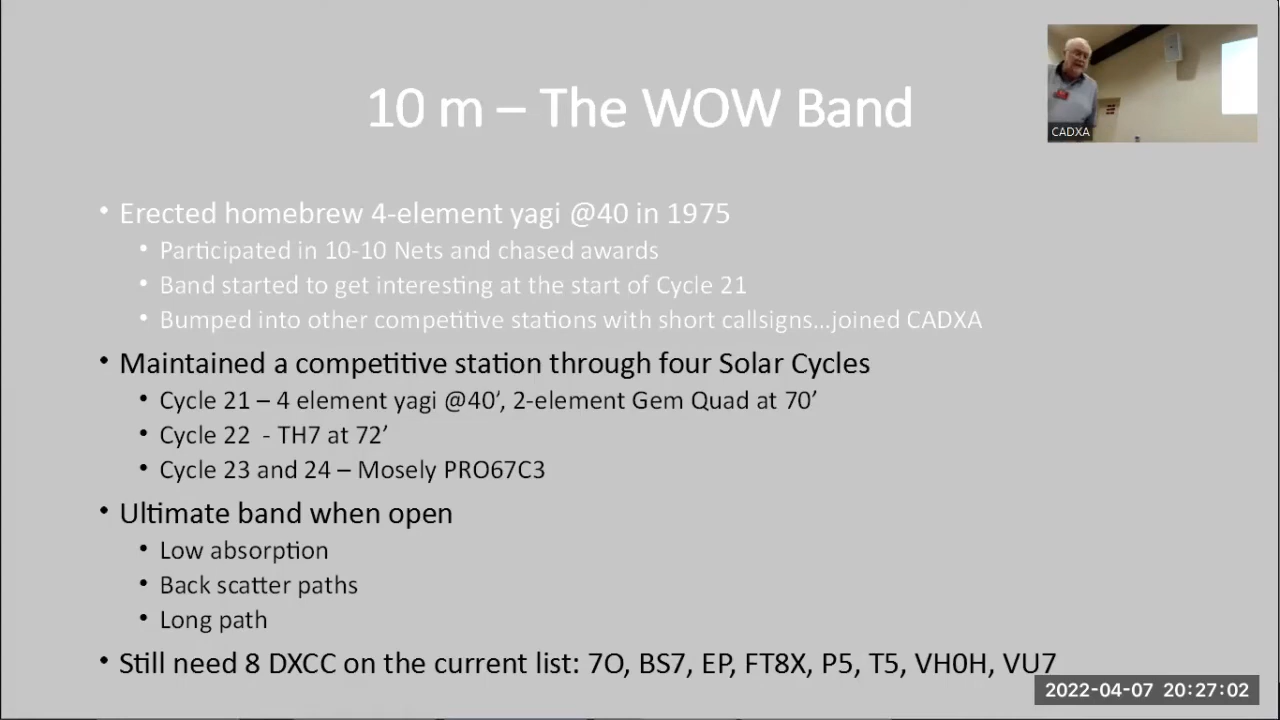 10 m – The WOW Band
CADXA
• Erected homebrew 4-element yagi @40 in 1975
• Participated in 10-10 Nets and chased awards
• Band started to get interesting at the start of Cycle 21
• Bumped into other competitive stations with short callsigns...joined CADXA
• Maintained a competitive station through four Solar Cycles
• Cycle 21 – 4 element yagi @40’, 2-element Gem Quad at 70’
• Cycle 22 - TH7 at 72’
• Cycle 23 and 24 – Mosely PRO67C3
• Ultimate band when open
• Low absorption
• Back scatter paths
• Long path
• Still need 8 DXCC on the current list: 7O, BS7, EP, FT8X, P5, T5, VH0H, VU7
2022-04-07 20:27:02